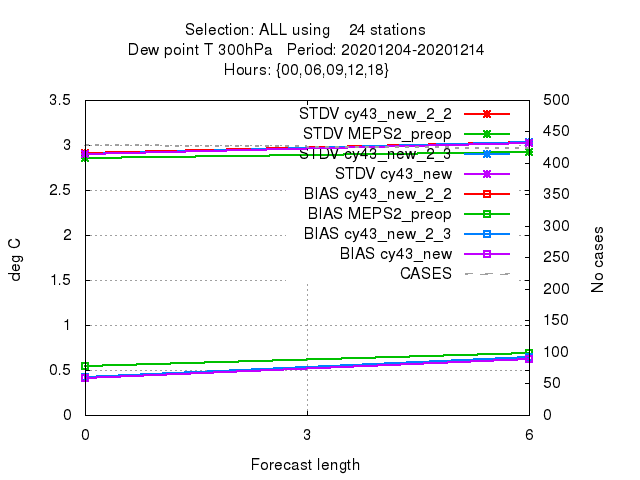 Selection: ALL using    24 stations
Dew point T 300hPa   Period: 20201204-20201214
Hours: {00,06,09,12,18}
3.5
3
2.5
2
1.5
1
0.5
0
deg C
500
450
400
350
300
250
200
150
100
50
0
No cases
STDV cy43_new_2_2
STDV MEPS2_preop
STDV cy43_new_2_3
STDV cy43_new
BIAS cy43_new_2_2
BIAS MEPS2_preop
BIAS cy43_new_2_3
BIAS cy43_new
CASES
0 3 6
Forecast length